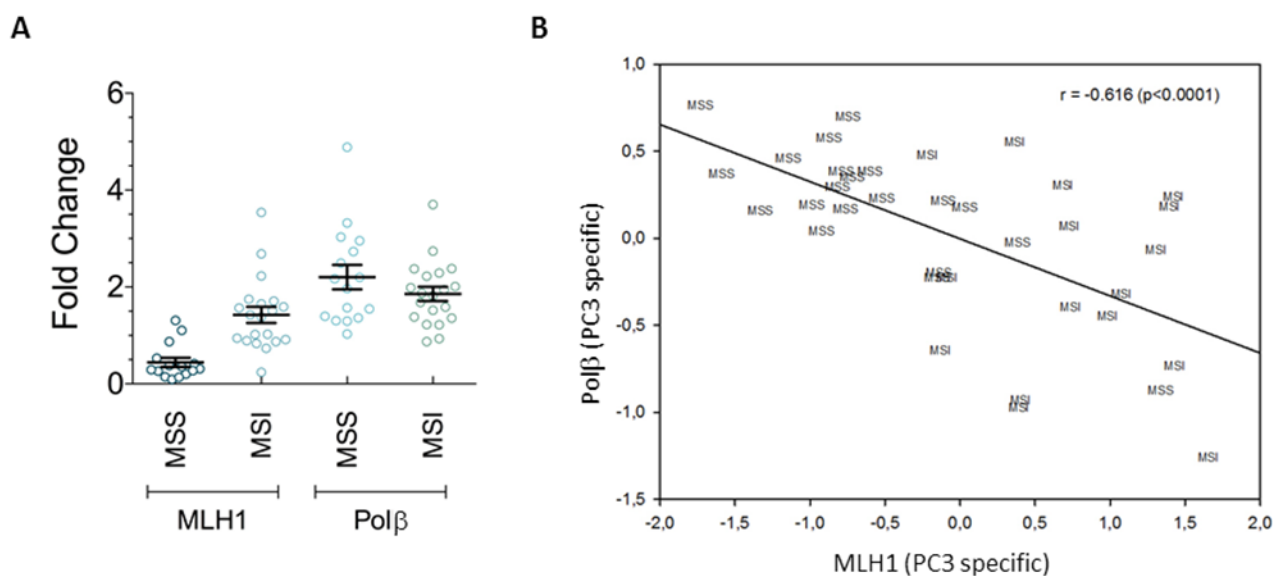 A
Fold Change
6
4
2
0
MSS
MSI
MSS
MSI
MLH1
Polβ
B
Polβ (PC3 specific)
1,0
0,5
0,0
-0,5
-1,0
-1,5
r = -0.616 (p<0.0001)
MSS
MSS
MSS
MSI
MSS
MSI
MSS
MSS
MSS
MSS
MSS
MSI
MSS
MSI
MSS
MSS
MSI
MSS
MSS
MSS
MSS
MSI
MSI
MSS
MSS
MSI
MSS
MSI
MSI
MSI
MSI
MSI
MSI
MSS
MSI
MSI
MSI
-2,0
-1,5
-1,0
-0,5
0,0
0,5
1,0
1,5
2,0
MLH1 (PC3 specific)